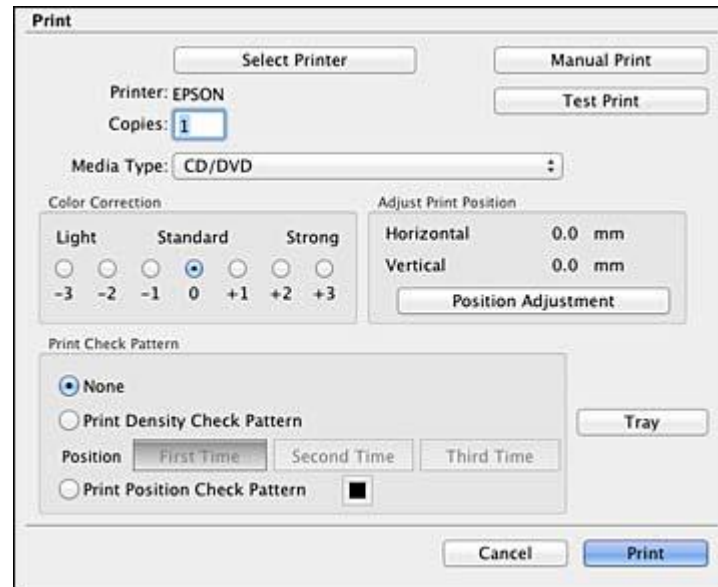 Print
Select Printer
Manual Print
Printer: EPSON
Test Print
Copies: 1
Media Type: CD/DVD
Color Correction
Light Standard Strong
-3 -2 -1 0 +1 +2 +3
Adjust Print Position
Horizontal 0.0 mm
Vertical 0.0 mm
Position Adjustment
Print Check Pattern
None
Print Density Check Pattern
Position First Time Second Time Third Time
Print Position Check Pattern
Tray
Cancel Print